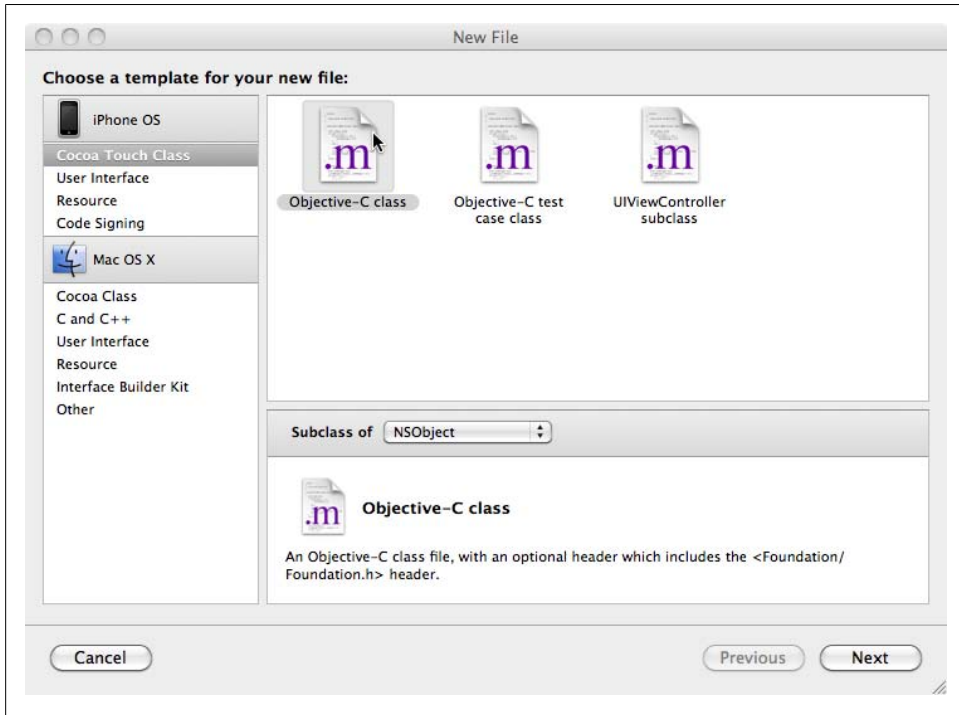 New File
Choose a template for your new file:
iPhone OS
Cocoa Touch Class
User Interface
Resource
Code Signing
Mac OS X
Cocoa Class
C and C++
User Interface
Resource
Interface Builder Kit
Other
.m
Objective-C class
.m
Objective-C test
case class
.m
UIViewController
subclass
Subclass of NSObject
.m
Objective-C class
An Objective-C class file, with an optional header which includes the <Foundation/
Foundation.h> header.
Cancel
Previous
Next